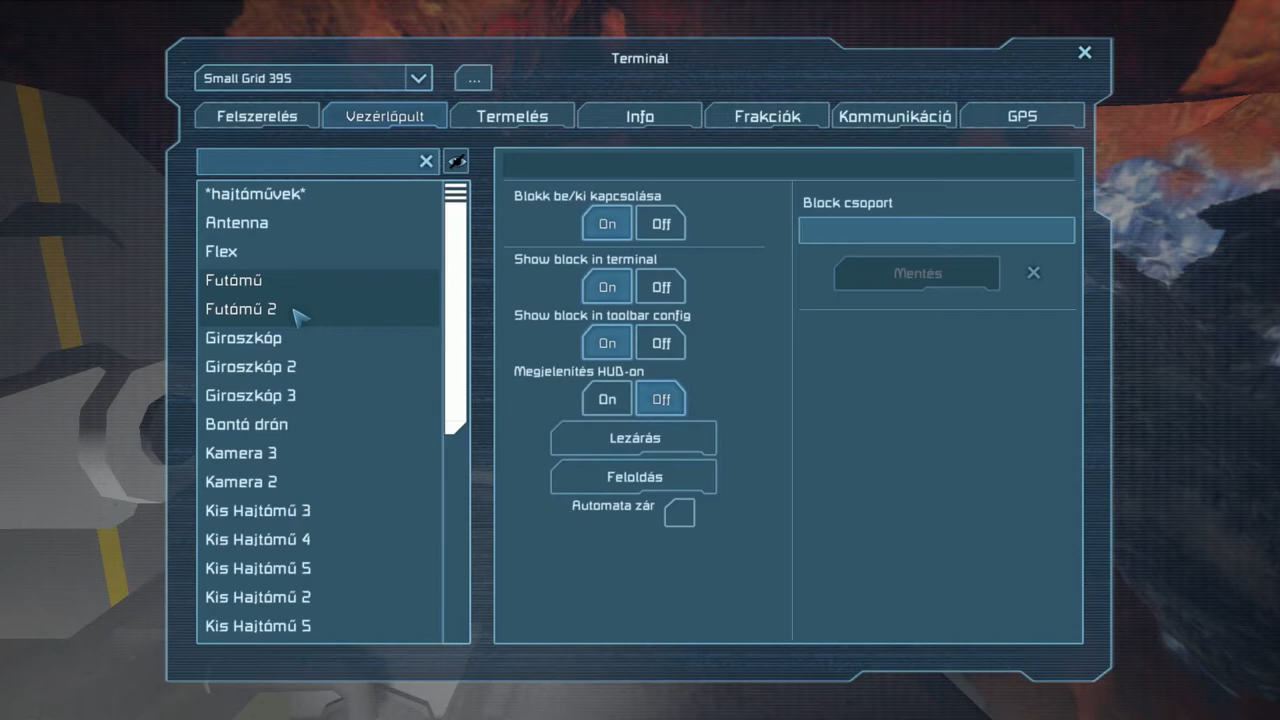 Terminál
Small Grid 395
...
Felszerelés
Vezérlőpult
Termelés
Info
Frakciók
Kommunikáció
GPS
*hajtóművek*
Antenna
Flex
Futómű
Futómű 2
Giroszkóp
Giroszkóp 2
Giroszkóp 3
Bontó drón
Kamera 3
Kamera 2
Kis Hajtómű 3
Kis Hajtómű 4
Kis Hajtómű 5
Kis Hajtómű 2
Kis Hajtómű 5
Blokk be/ki kapcsolása
On Off
Show block in terminal
On Off
Show block in toolbar config
On Off
Megjelenítés HUD-on
On Off
Lezárás
Feloldás
Automata zár
Block csoport
Mentés